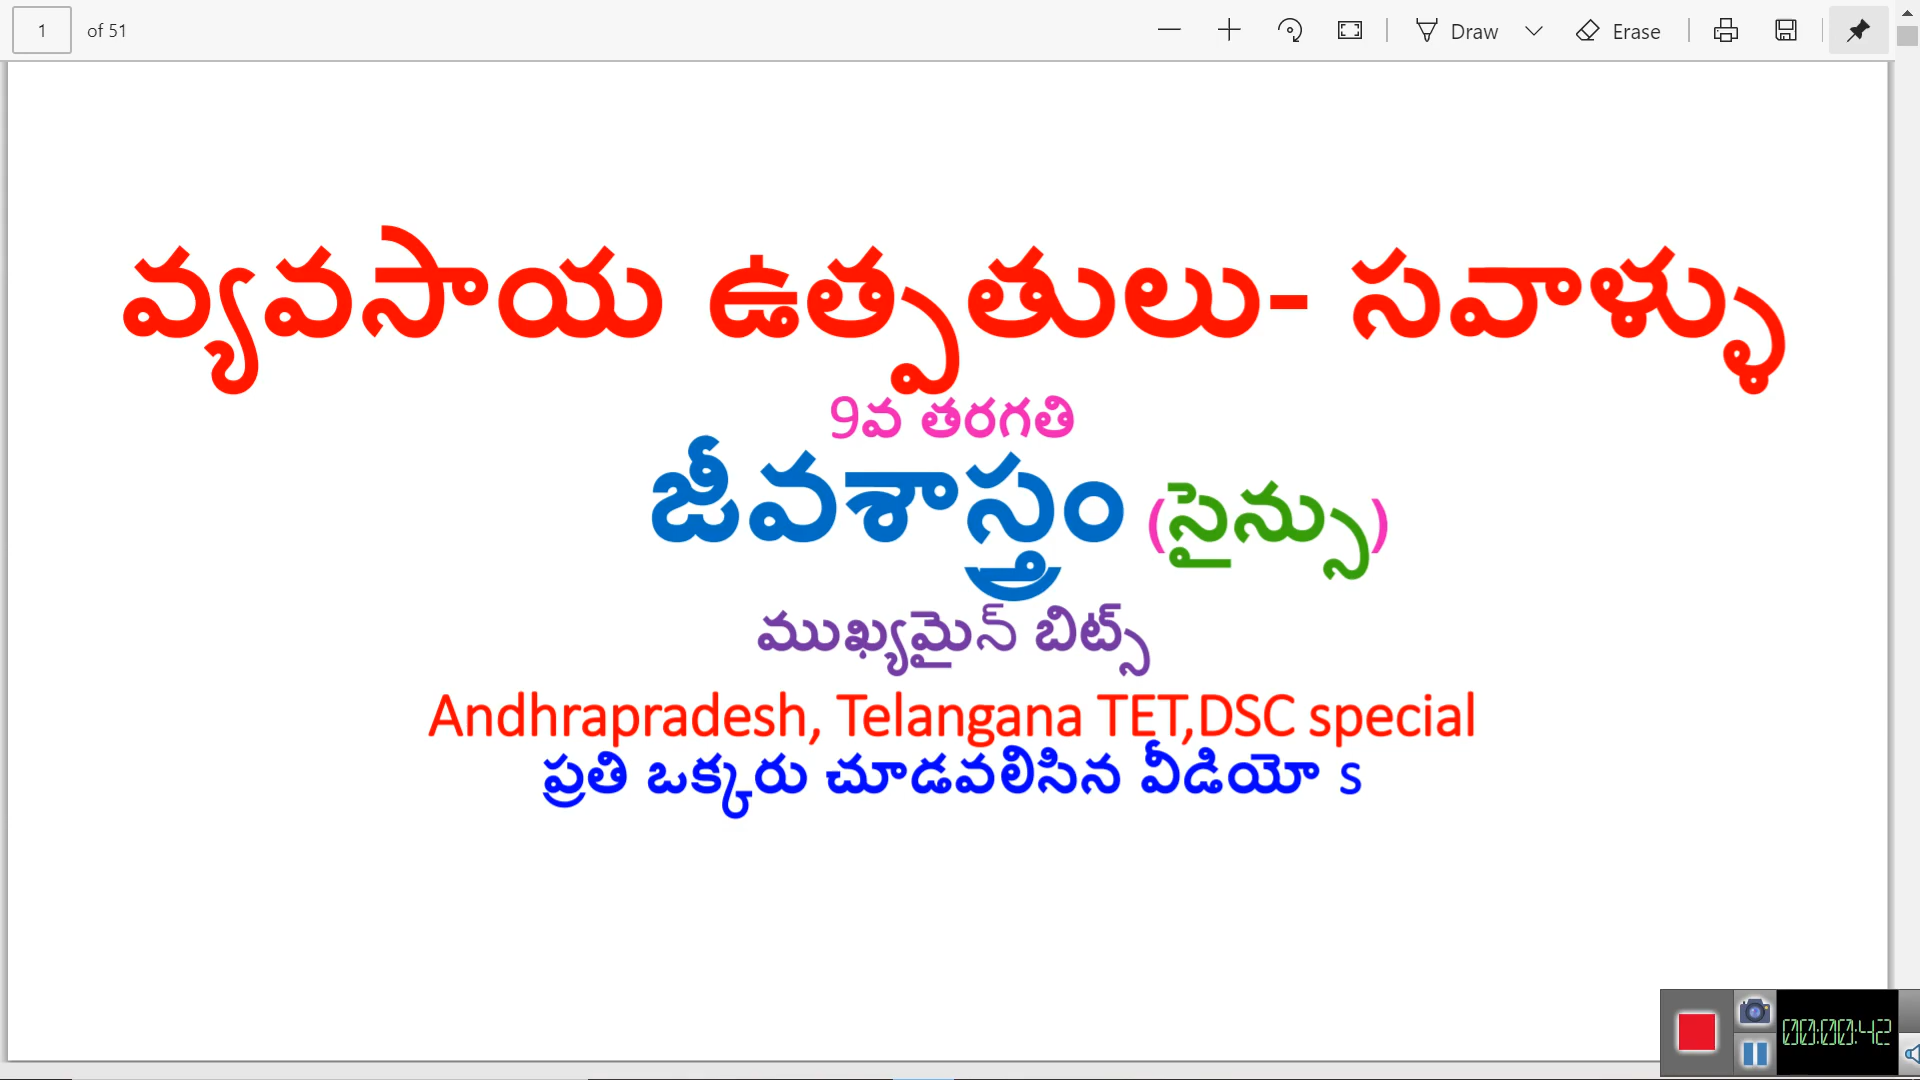 1 of 51 Draw Erase
వ్యవసాయ ఉత్పతులు- సవాళ్ళు
9వ తరగతి
జీవశాస్త్రం (సైన్సు)
ముఖ్యమైన్ బిట్స్
Andhrapradesh, Telangana TET,DSC special
ప్రతి ఒక్కరు చూడవలిసిన వీడియో s
00:00:42